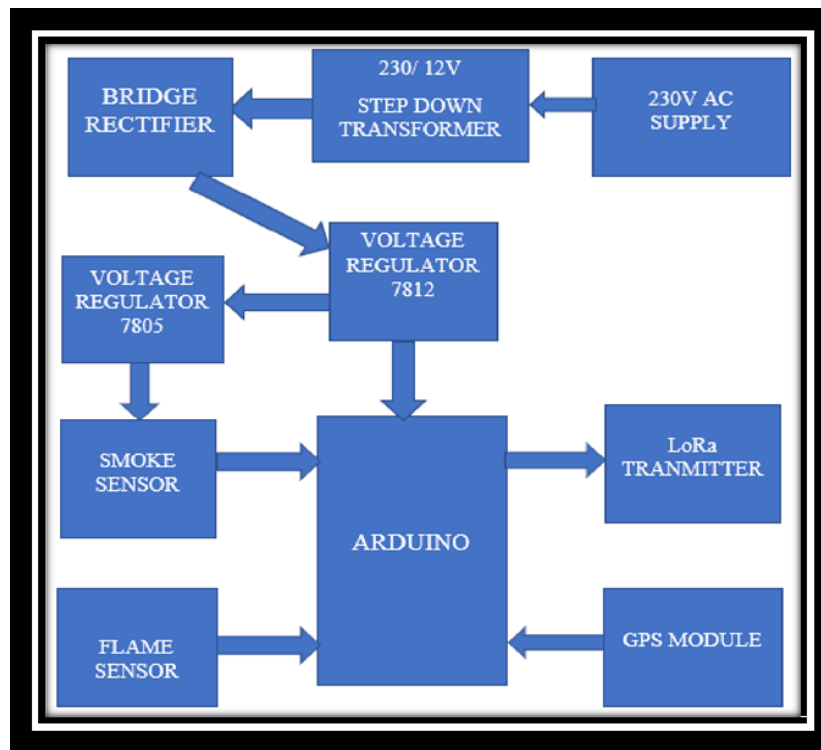 BRIDGE
RECTIFIER
230/ 12V
STEP DOWN
TRANSFORMER
230V AC
SUPPLY
VOLTAGE
REGULATOR
7805
VOLTAGE
REGULATOR
7812
SMOKE
SENSOR
ARDUINO
LoRa
TRANMITTER
FLAME
SENSOR
GPS MODULE